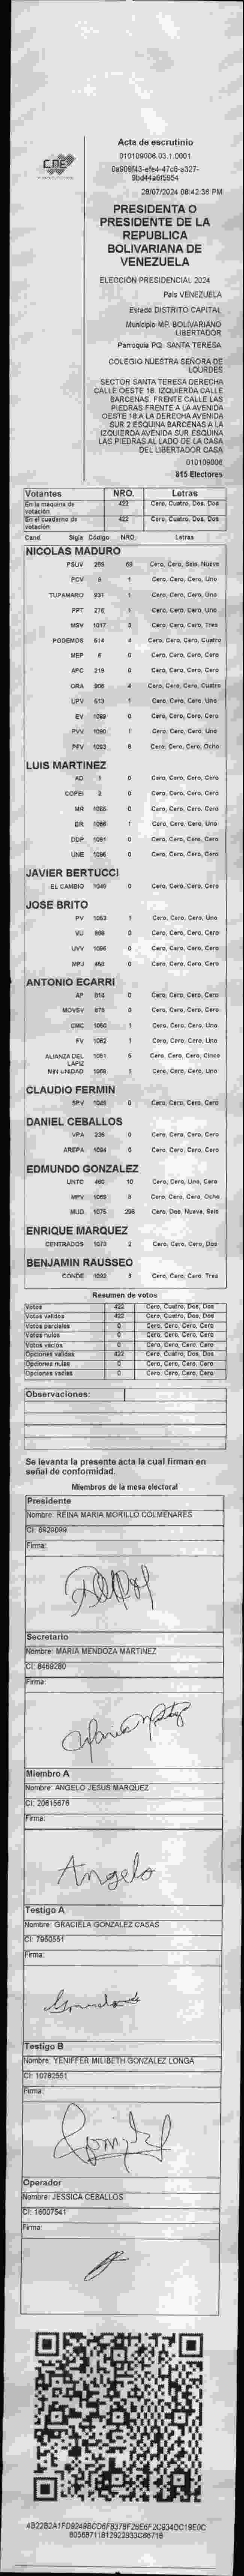 CNE
Acta de escrutinio
010109006.03.1.0001
28/07/2024 08:42:36 PM
PRESIDENTA O
PRESIDENTE DE LA
REPUBLICA
BOLIVARIANA DE
VENEZUELA
ELECCIÓN PRESIDENCIAL 2024
País VENEZUELA
Estado DISTRITO CAPITAL
Municipio MP. BOLIVARIANO
LIBERTADOR
Parroquia PQ. SANTA TERESA
COLEGIO NUESTRA SEÑORA DE
LOURDES
SECTOR SANTA TERESA DERECHA
CALLE OESTE 16. IZQUIERDA CALLE
BARCENAS. FRENTE CALLE LAS
PIEDRAS FRENTE A LA AVENIDA
OESTE 18 A LA DERECHA AVENIDA
SUR 2 ESQUINA BARCENAS A LA
IZQUIERDA AVENIDA SUR ESQUINA
LAS PIEDRAS AL LADO DE LA CASA
DEL LIBERTADOR CASA
010109006
815 Electores
Votantes NRO. Letras
En la maquina de votación 422 Cero, Cuatro, Dos, Dos
En el cuaderno de votación 422 Cero, Cuatro, Dos, Dos
Cand. Sigla Código NRO. Letras
NICOLAS MADURO
PSUV 269 69 Cero, Cero, Seis, Nueve
PCV 1 Cero, Cero, Cero, Uno
TUPAMARO 931 1 Cero, Cero, Cero, Uno
PPT 276 1 Cero, Cero, Cero, Uno
MSV 1017 3 Cero, Cero, Cero, Tres
PODEMOS 514 4 Cero, Cero, Cero, Cuatro
MEP 6 0 Cero, Cero, Cero, Cero
APC 219 0 Cero, Cero, Cero, Cero
ORA 906 4 Cero, Cero, Cero, Cuatro
UPV 513 1 Cero, Cero, Cero, Uno
EV 1089 0 Cero, Cero, Cero, Cero
PVV 1090 1 Cero, Cero, Cero, Uno
PFV 1093 8 Cero, Cero, Cero, Ocho
LUIS MARTINEZ
AD 1 0 Cero, Cero, Cero, Cero
COPEI 2 0 Cero, Cero, Cero, Cero
MR 1065 0 Cero, Cero, Cero, Cero
BR 1066 1 Cero, Cero, Cero, Uno
DDP 1091 0 Cero, Cero, Cero, Cero
UNE 1095 0 Cero, Cero, Cero, Cero
JAVIER BERTUCCI
EL CAMBIO 1049 0 Cero, Cero, Cero, Cero
JOSE BRITO
PV 1053 1 Cero, Cero, Cero, Uno
VU 868 0 Cero, Cero, Cero, Cero
UVV 1096 0 Cero, Cero, Cero, Cero
MPJ 450 0 Cero, Cero, Cero, Cero
ANTONIO ECARRI
AP 814 0 Cero, Cero, Cero, Cero
MOVEV 878 0 Cero, Cero, Cero, Cero
CMC 1050 1 Cero, Cero, Cero, Uno
FV 1082 1 Cero, Cero, Cero, Uno
ALIANZA DEL LAPIZ 1081 5 Cero, Cero, Cero, Cinco
MIN UNIDAD 1068 1 Cero, Cero, Cero, Uno
CLAUDIO FERMIN
SPV 1048 0 Cero, Cero, Cero, Cero
DANIEL CEBALLOS
VPA 235 0 Cero, Cero, Cero, Cero
AREPA 1084 0 Cero, Cero, Cero, Cero
EDMUNDO GONZALEZ
UNTC 460 10 Cero, Cero, Uno, Cero
MPV 1069 8 Cero, Cero, Cero, Ocho
MUD 1075 296 Cero, Dos, Nueve, Seis
ENRIQUE MARQUEZ
CENTRADOS 1073 2 Cero, Cero, Cero, Dos
BENJAMIN RAUSSEO
CONDE 1092 3 Cero, Cero, Cero, Tres
Resumen de votos
Votos 422 Cero, Cuatro, Dos, Dos
Votos validos 422 Cero, Cuatro, Dos, Dos
Votos parciales 0 Cero, Cero, Cero, Cero
Votos nulos 0 Cero, Cero, Cero, Cero
Votos vacios 0 Cero, Cero, Cero, Cero
Opciones validas 422 Cero, Cuatro, Dos, Dos
Opciones nulas 0 Cero, Cero, Cero, Cero
Opciones vacias 0 Cero, Cero, Cero, Cero
Observaciones:
Se levanta la presente acta la cual firman en
señal de conformidad.
Miembros de la mesa electoral
Presidente
Nombre: REINA MARIA MORILLO COLMENARES
CI: 6929099
Firma:
Secretario
Nombre: MARIA MENDOZA MARTINEZ
CI: 8469280
Firma:
Miembro A
Nombre: ANGELO JESUS MARQUEZ
CI: 20615676
Firma:
Angelo
Testigo A
Nombre: GRACIELA GONZALEZ CASAS
CI: 7950551
Firma:
Testigo B
Nombre: YENIFFER MILIBETH GONZALEZ LONGA
CI: 10782551
Firma:
Operador
Nombre: JESSICA CEBALLOS
CI: 16007541
Firma: